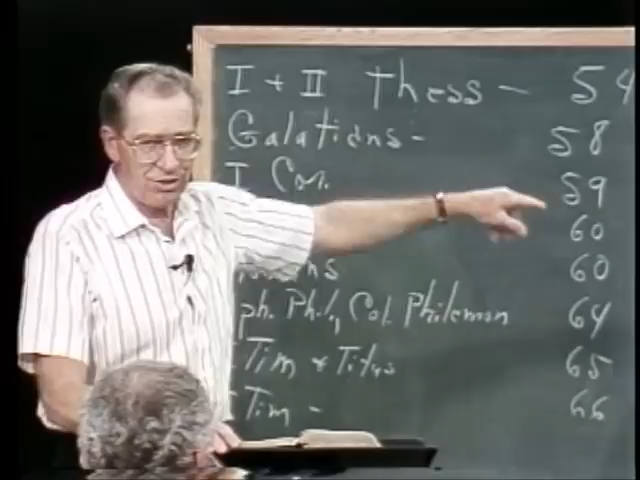 I + II Thess - 54
Galatians - 58
I Cor. 59
60
60
ph. Phil, Col. Philemon 64
Tim + Titus 65
Tim - 66